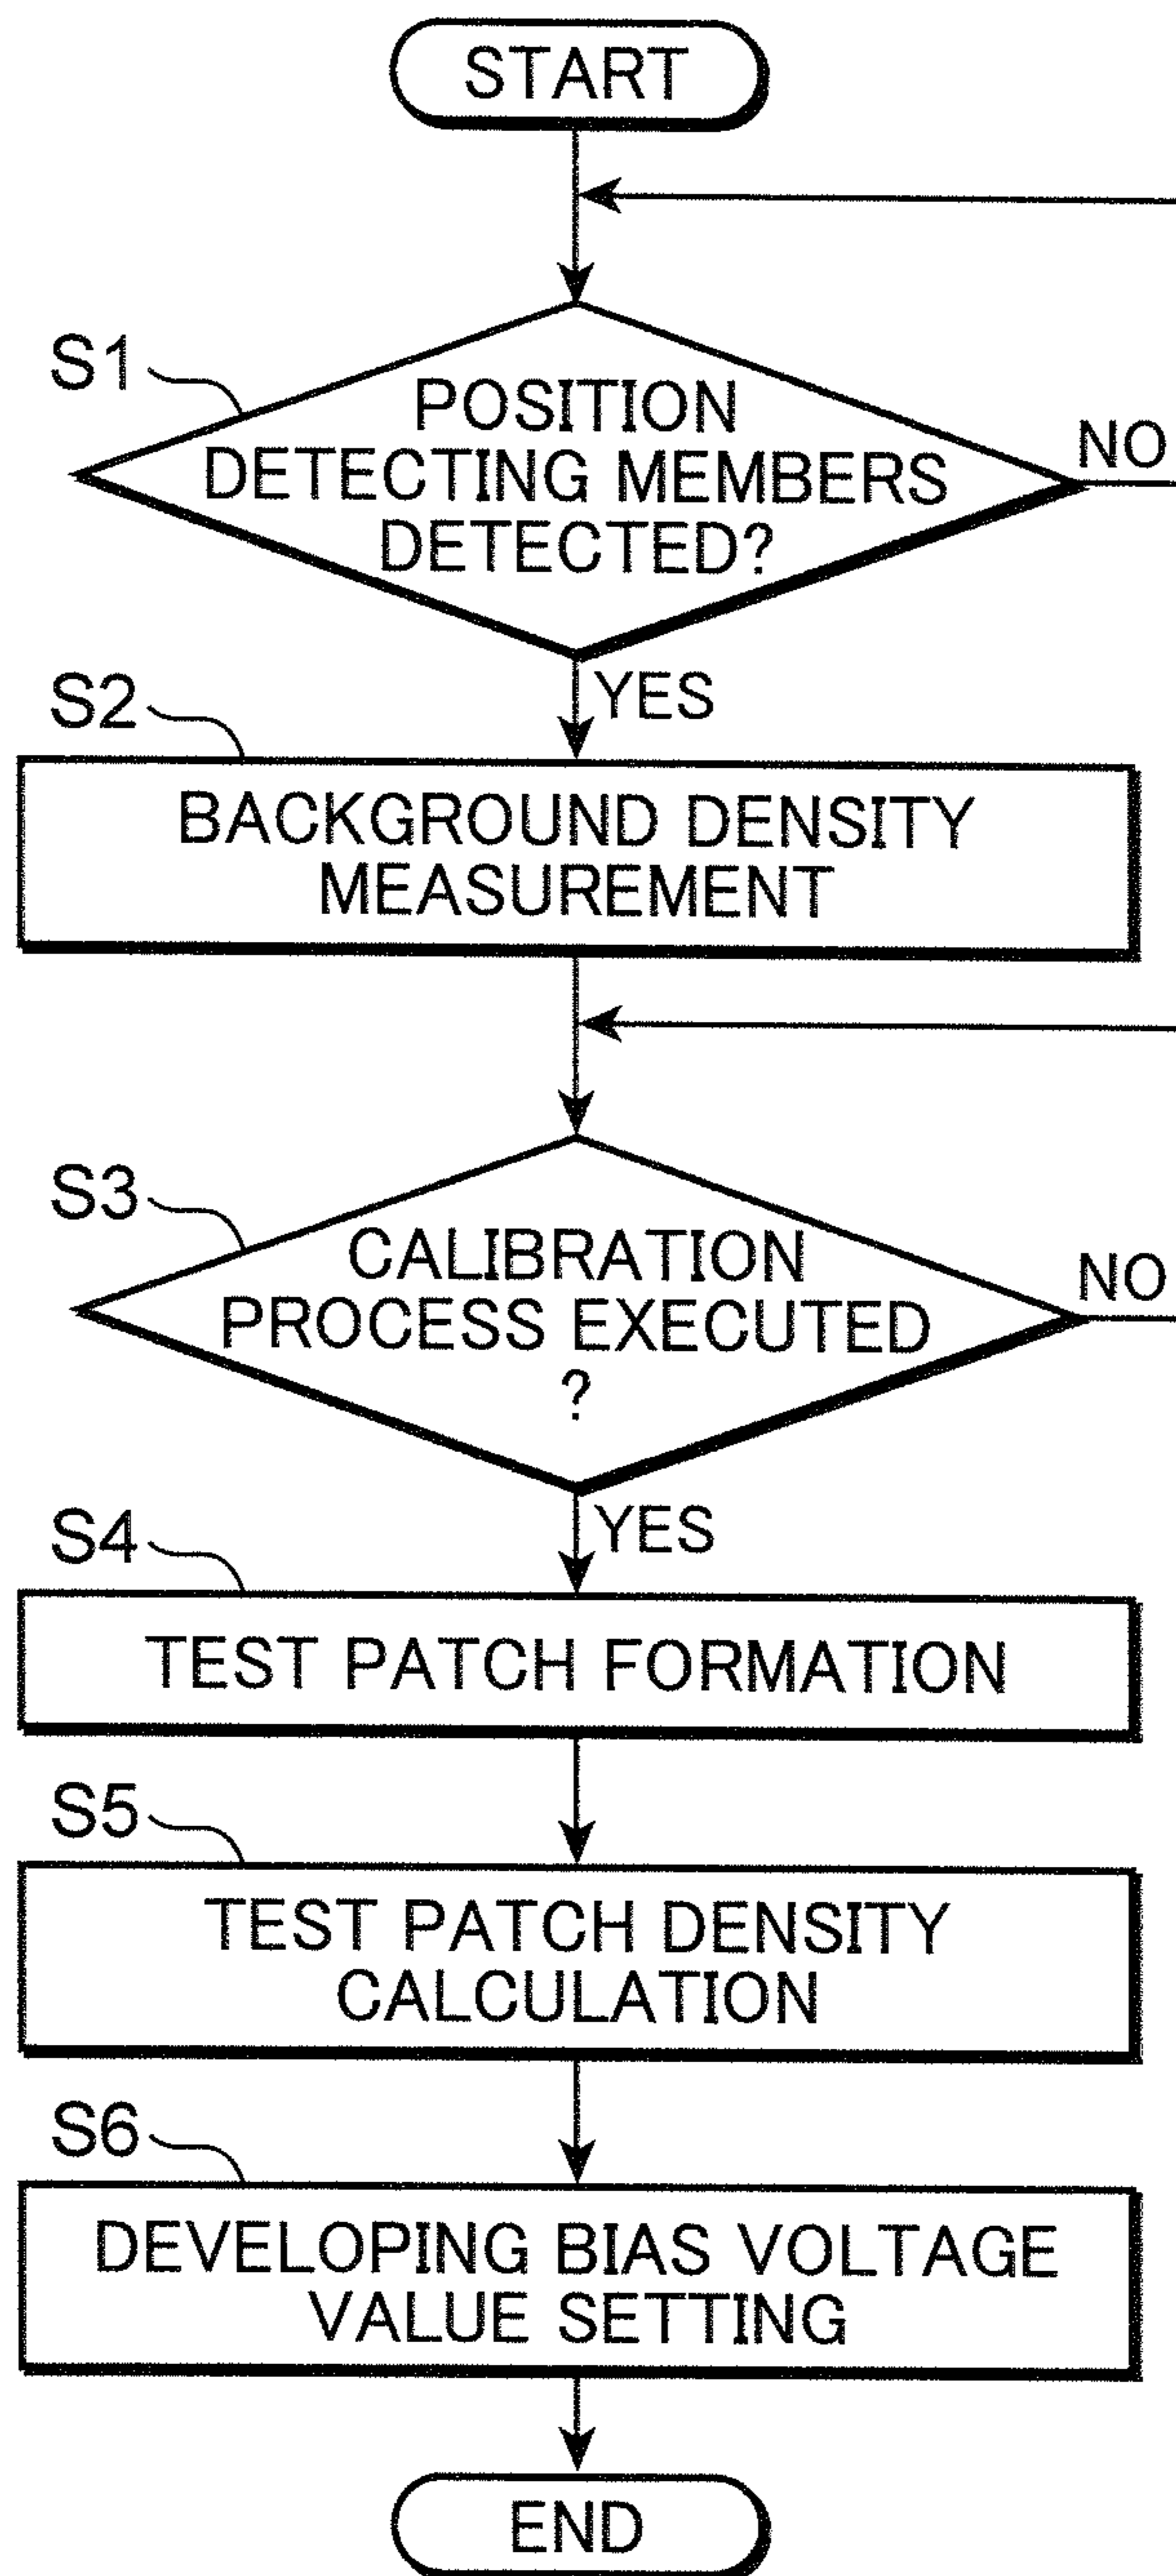 START
S1
POSITION
DETECTING MEMBERS
DETECTED?
NO
YES
S2
BACKGROUND DENSITY
MEASUREMENT
S3
CALIBRATION
PROCESS EXECUTED
?
NO
YES
S4
TEST PATCH FORMATION
S5
TEST PATCH DENSITY
CALCULATION
S6
DEVELOPING BIAS VOLTAGE
VALUE SETTING
END